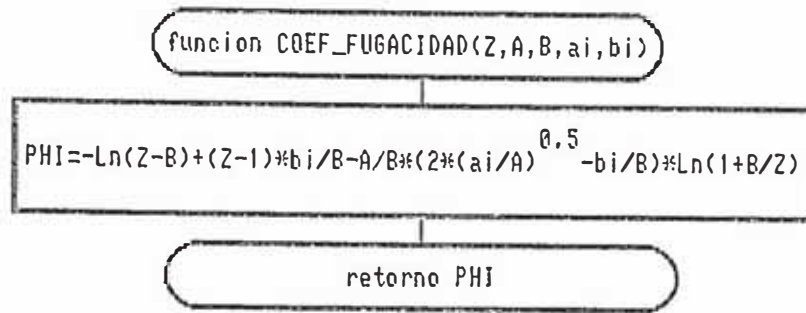 funcion COEF_FUGACIDAD(Z,A,B,ai,bi)
PHI=-Ln(Z-B)+(Z-1)*bi/B-A/B*(2*(ai/A)^0.5-bi/B)*Ln(1+B/Z)
retorno PHI